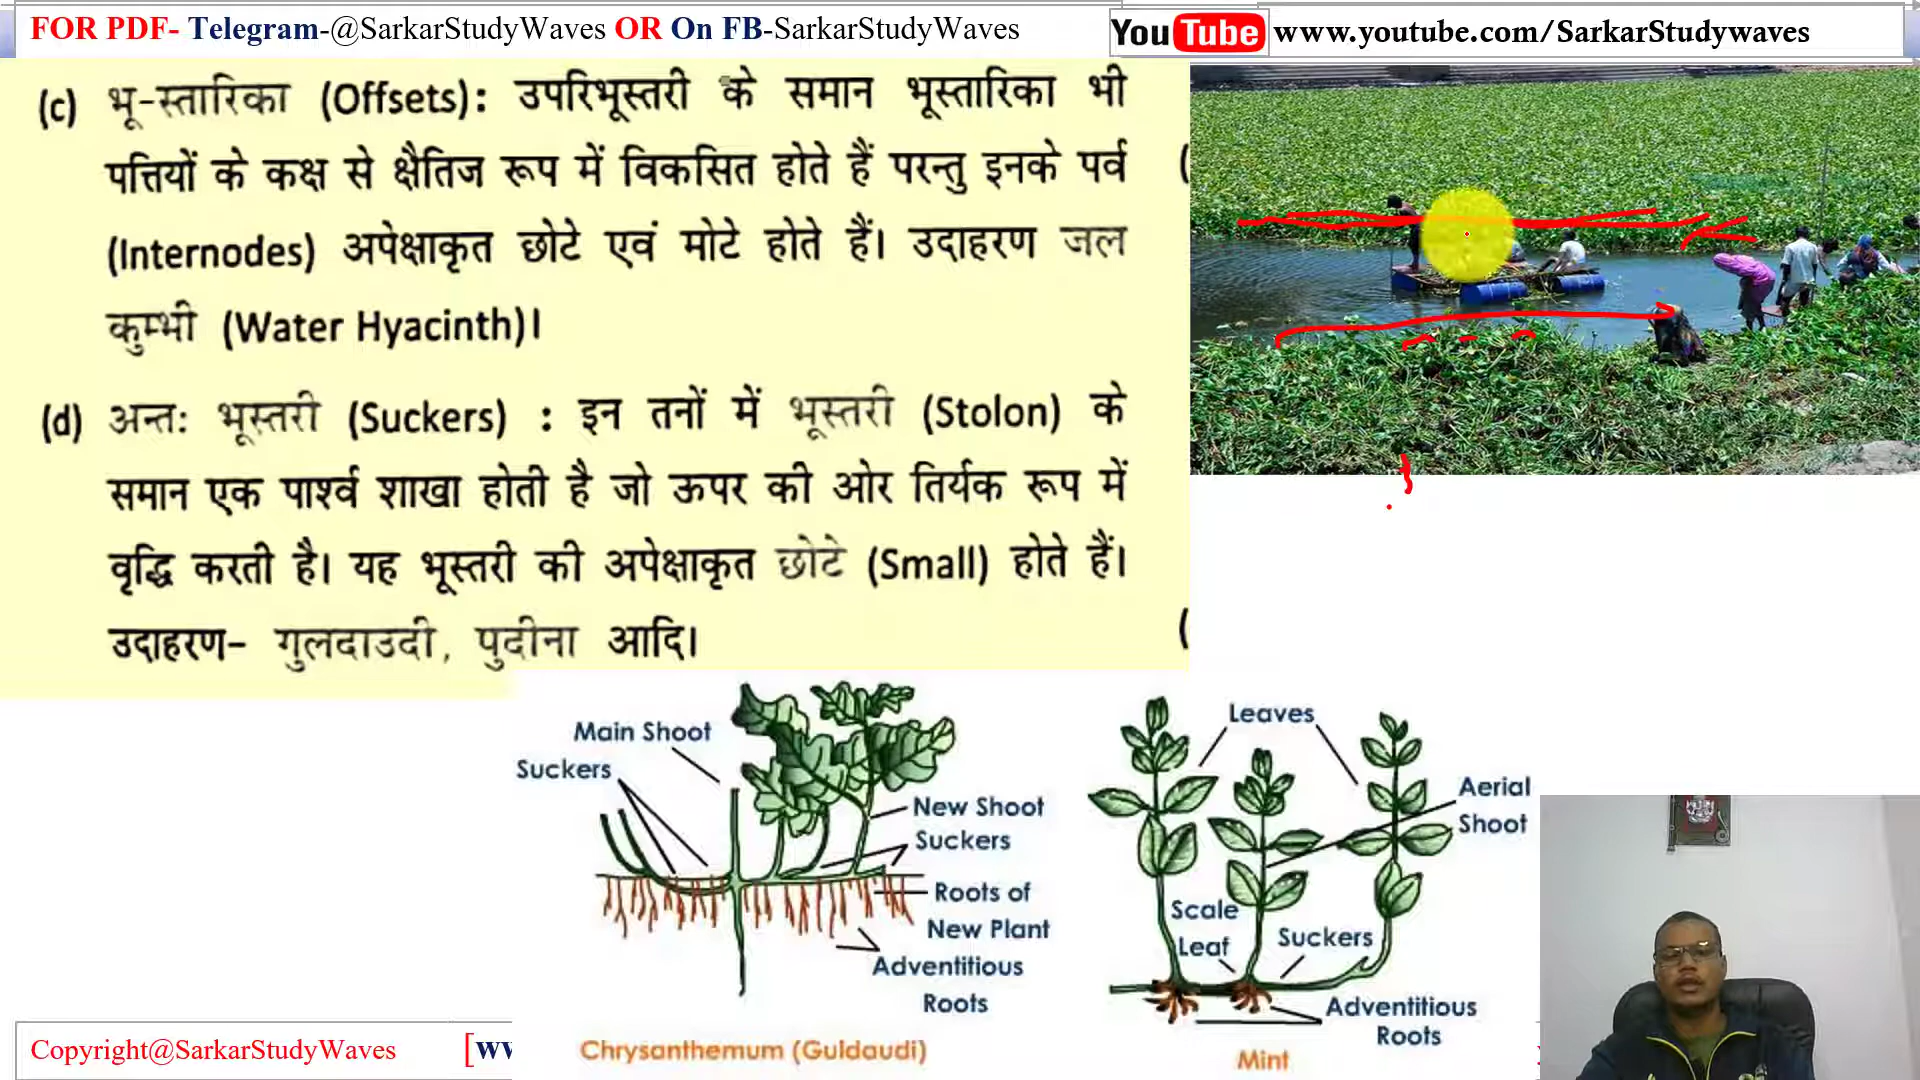 FOR PDF- Telegram-@SarkarStudyWaves OR On FB-SarkarStudyWaves
YouTube www.youtube.com/SarkarStudywaves
(c) भू-स्तारिका (Offsets): उपरिभूस्तरी के समान भूस्तारिका भी
पत्तियों के कक्ष से क्षैतिज रूप में विकसित होते हैं परन्तु इनके पर्व
(Internodes) अपेक्षाकृत छोटे एवं मोटे होते हैं। उदाहरण जल
कुम्भी (Water Hyacinth)।
(d) अन्तः भूस्तरी (Suckers) : इन तनों में भूस्तरी (Stolon) के
समान एक पार्श्व शाखा होती है जो ऊपर की ओर तिर्यक रूप में
वृद्धि करती है। यह भूस्तरी की अपेक्षाकृत छोटे (Small) होते हैं।
उदाहरण- गुलदाउदी, पुदीना आदि।
Main Shoot
Suckers
New Shoot
Suckers
Roots of
New Plant
Adventitious
Roots
Chrysanthemum (Guldaudi)
Leaves
Aerial
Shoot
Scale
Leaf
Suckers
Adventitious
Roots
Mint
Copyright@SarkarStudyWaves